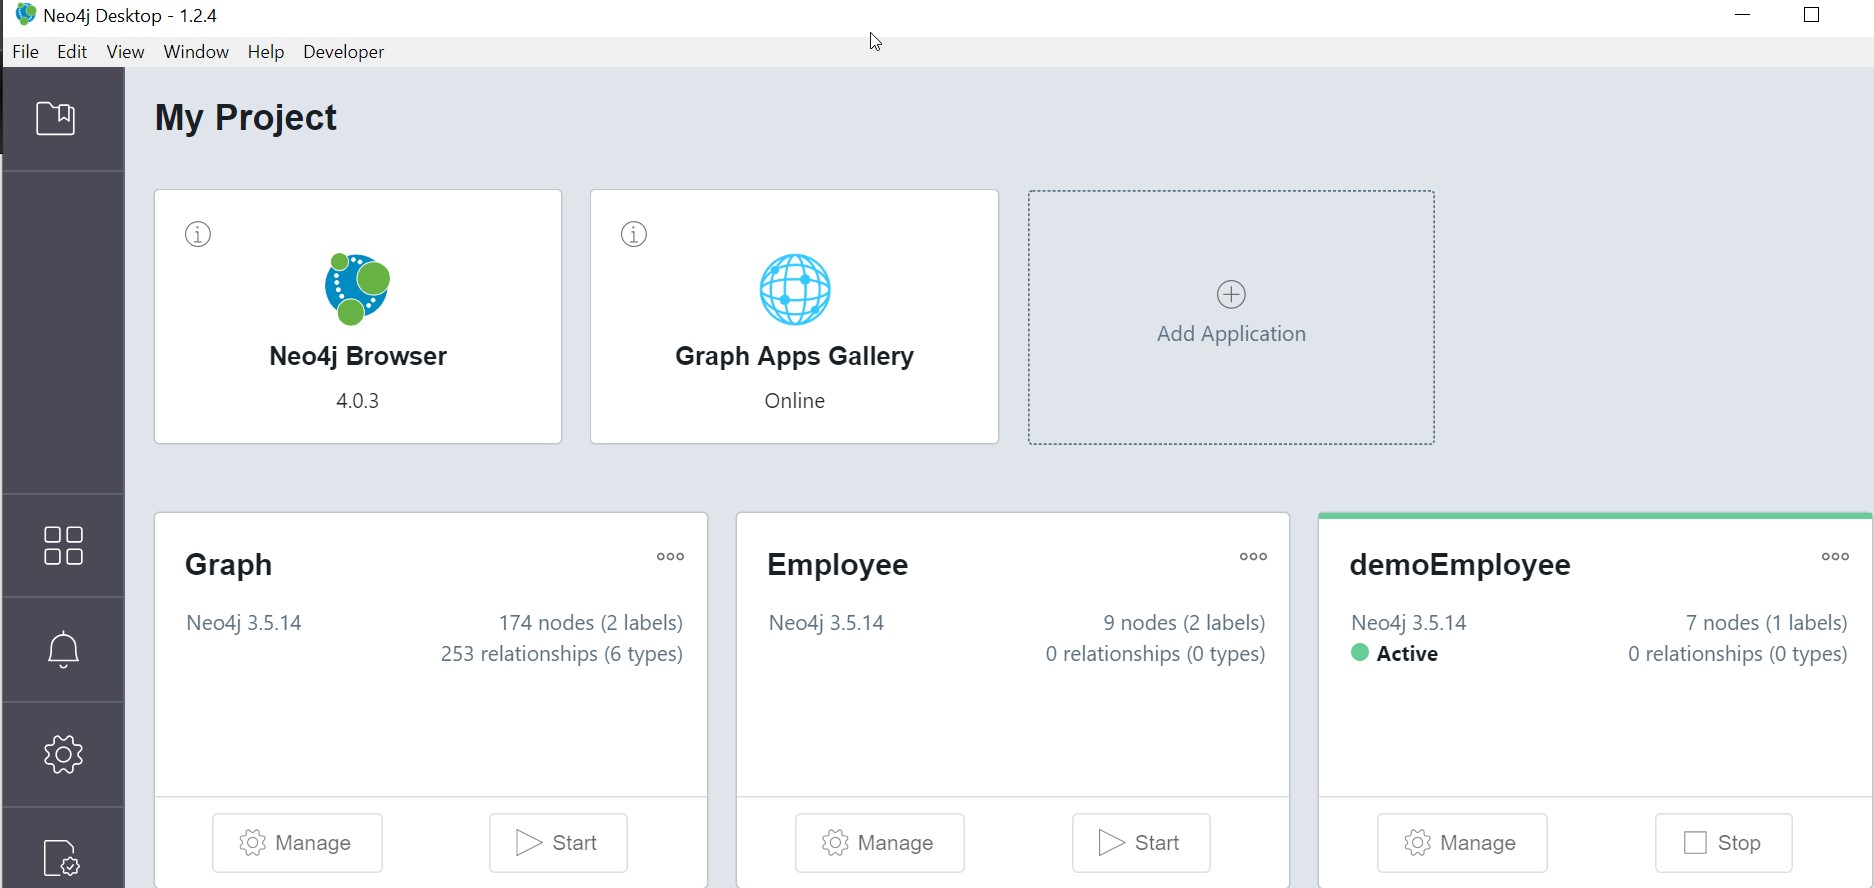 Neo4j Desktop - 1.2.4
File Edit View Window Help Developer
My Project
Neo4j Browser
4.0.3
Graph Apps Gallery
Online
Add Application
Graph
Neo4j 3.5.14
174 nodes (2 labels)
253 relationships (6 types)
Manage
Start
Employee
Neo4j 3.5.14
9 nodes (2 labels)
0 relationships (0 types)
Manage
Start
demoEmployee
Neo4j 3.5.14
Active
7 nodes (1 labels)
0 relationships (0 types)
Manage
Stop